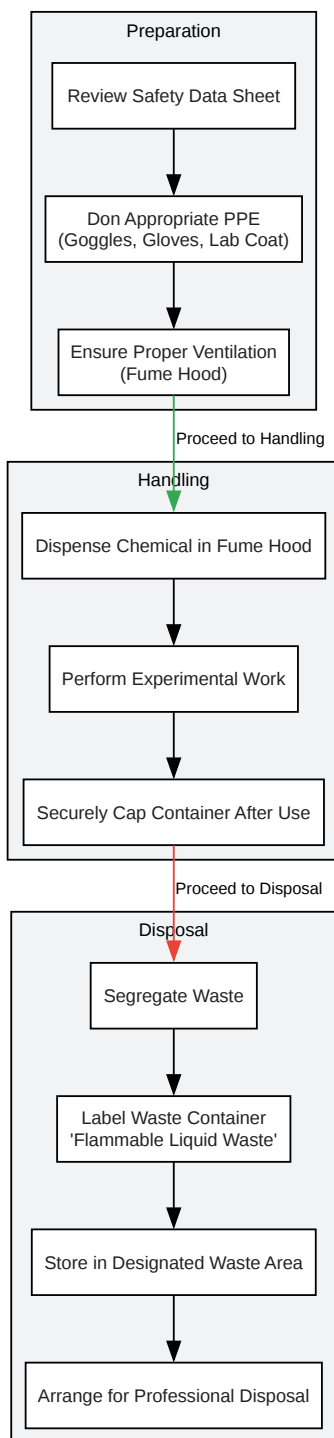 Preparation
Review Safety Data Sheet
Don Appropriate PPE
(Goggles, Gloves, Lab Coat)
Ensure Proper Ventilation
(Fume Hood)
Proceed to Handling
Handling
Dispense Chemical in Fume Hood
Perform Experimental Work
Securely Cap Container After Use
Proceed to Disposal
Disposal
Segregate Waste
Label Waste Container
'Flammable Liquid Waste'
Store in Designated Waste Area
Arrange for Professional Disposal